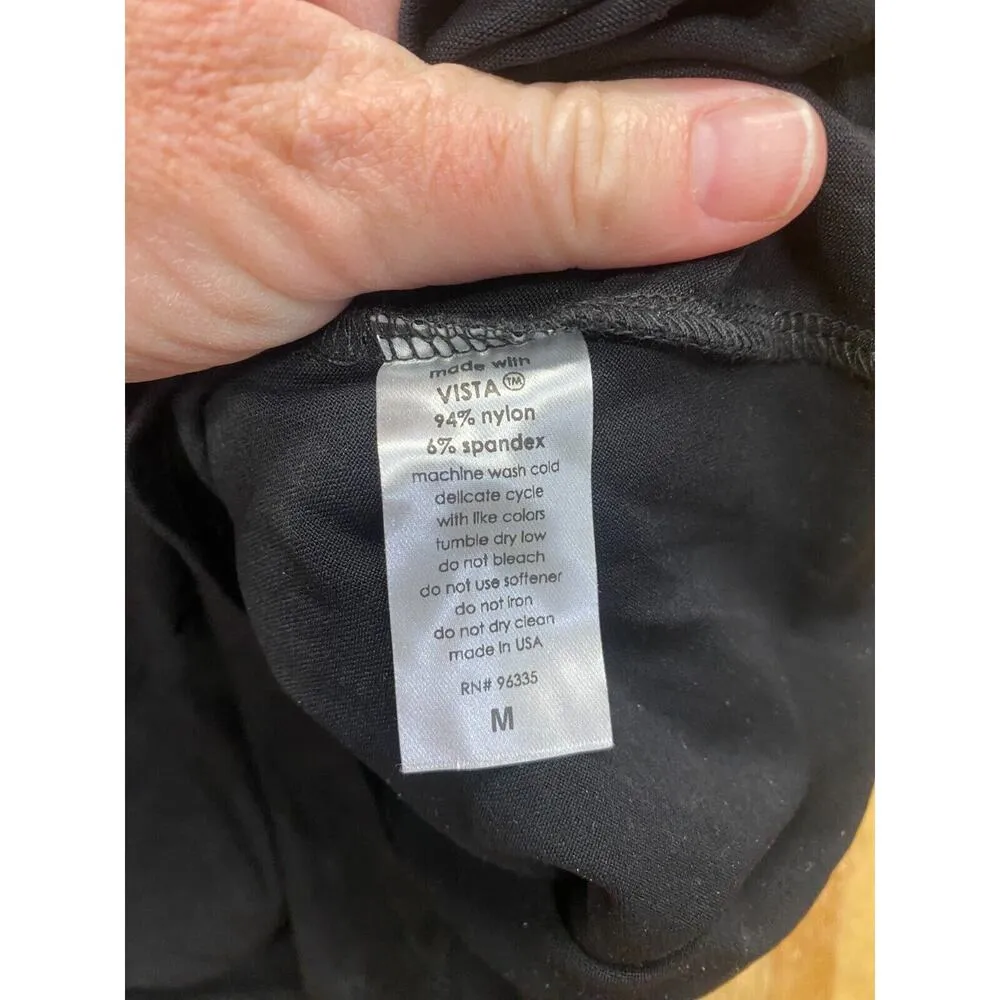 made with
VISTA™
94% nylon
6% spandex
machine wash cold
delicate cycle
with like colors
tumble dry low
do not bleach
do not use softener
do not iron
do not dry clean
made in USA
RN# 96335
M